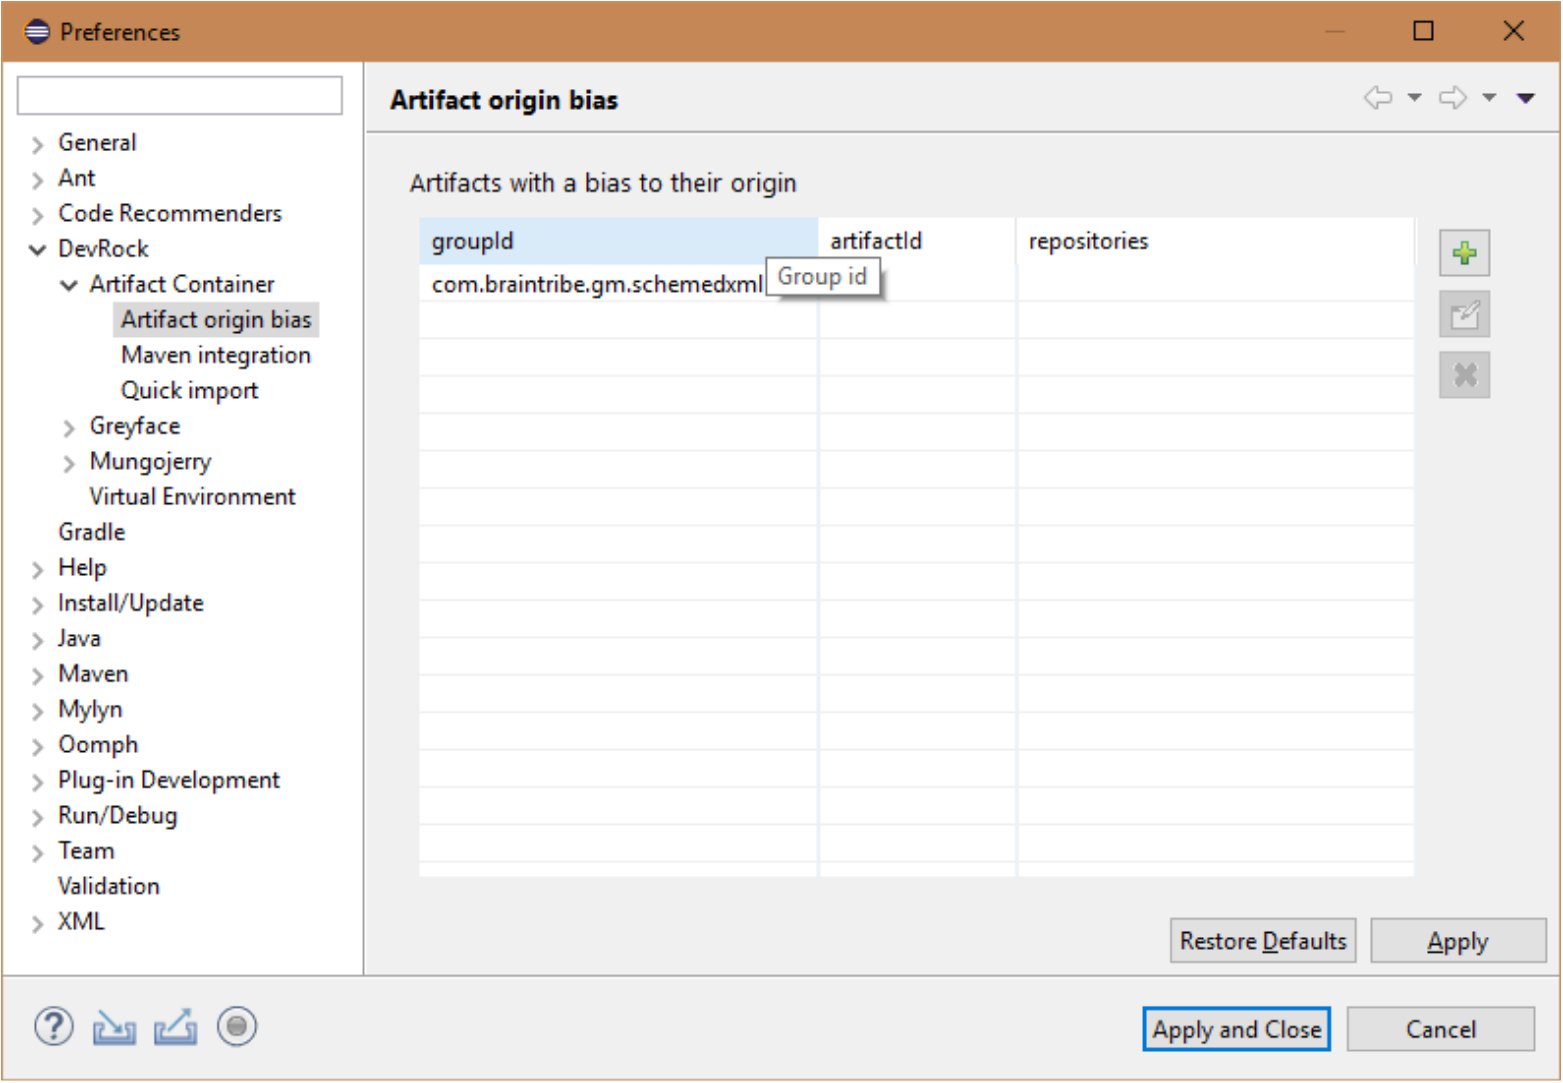 Preferences
Artifact origin bias
General
Ant
Code Recommenders
DevRock
Artifact Container
Artifact origin bias
Maven integration
Quick import
Greyface
Mungojerry
Virtual Environment
Gradle
Help
Install/Update
Java
Maven
Mylyn
Oomph
Plug-in Development
Run/Debug
Team
Validation
XML
Artifacts with a bias to their origin
groupId artifactId repositories
com.braintribe.gm.schemedxml
Group id
Restore Defaults Apply
? Apply and Close Cancel